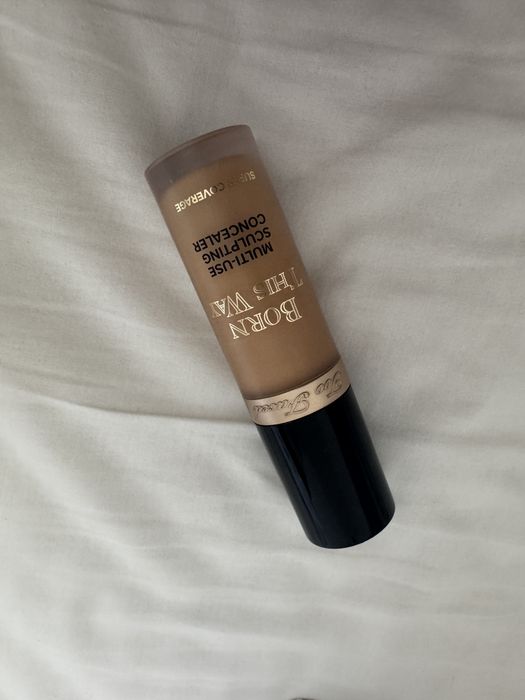 Too Faced
BORN
THIS WAY
MULTI-USE
SCULPTING
CONCEALER
SUPER COVERAGE